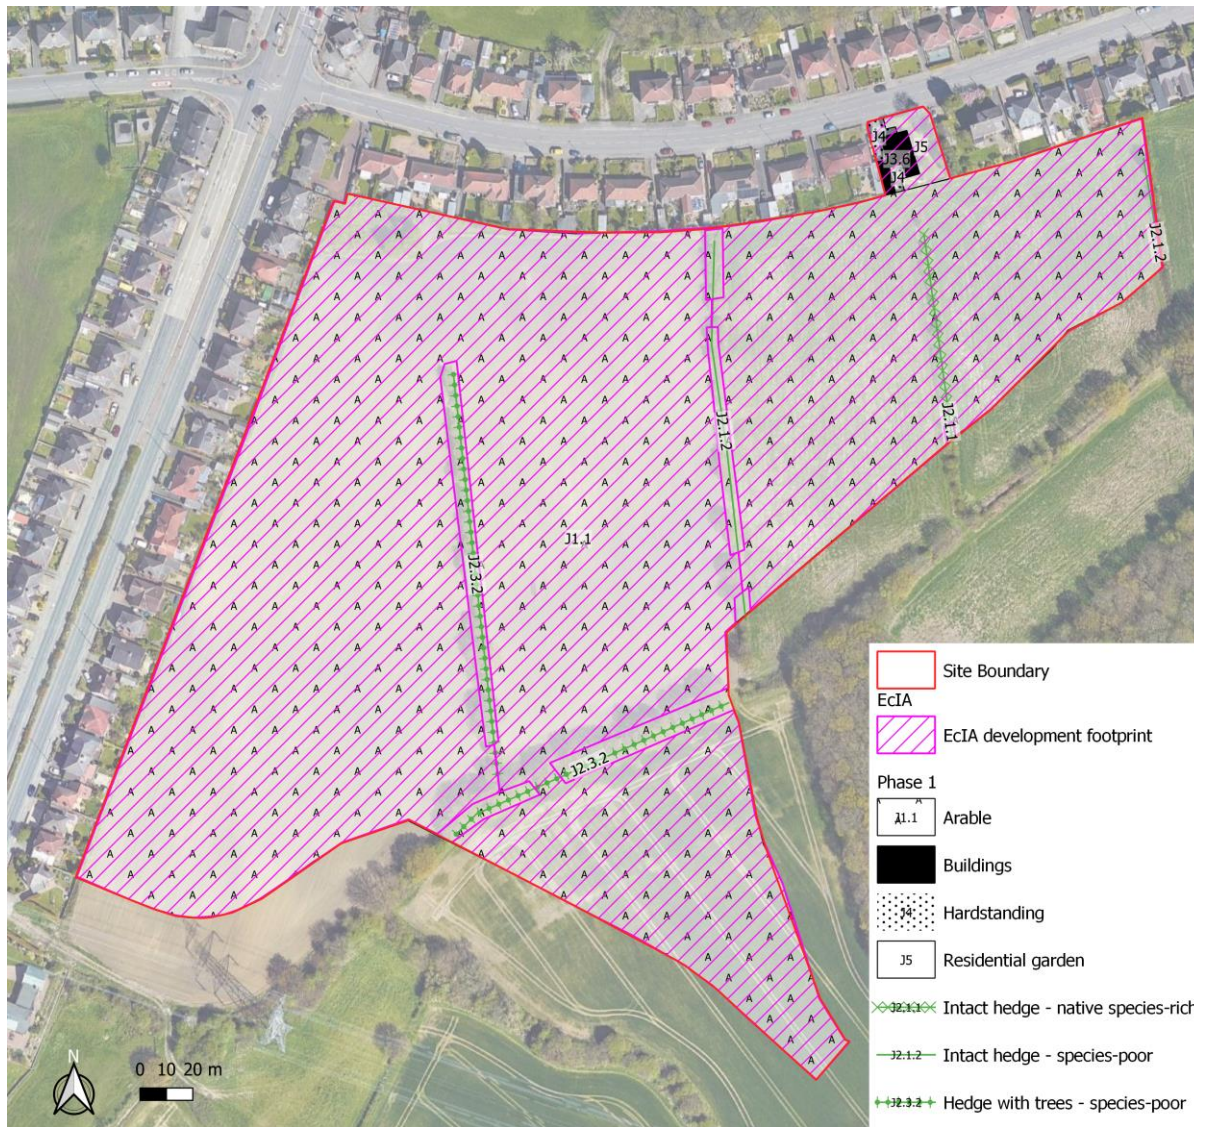 J4
J5
J3.6
J4
J2.1.2
J2.1.1
J2.1.2
J1.1
J2.3.2
J2.3.2
Site Boundary
EcIA
EcIA development footprint
Phase 1
J1.1 Arable
Buildings
J4 Hardstanding
J5 Residential garden
J2.1.1 Intact hedge - native species-rich
J2.1.2 Intact hedge - species-poor
J2.3.2 Hedge with trees - species-poor
N
0 10 20 m